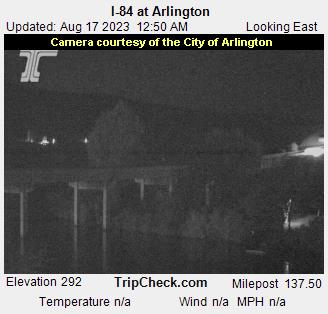 I-84 at Arlington
Updated: Aug 17 2023 12:50 AM Looking East
Camera courtesy of the City of Arlington
Elevation 292 TripCheck.com Milepost 137.50
Temperature n/a Wind n/a MPH n/a